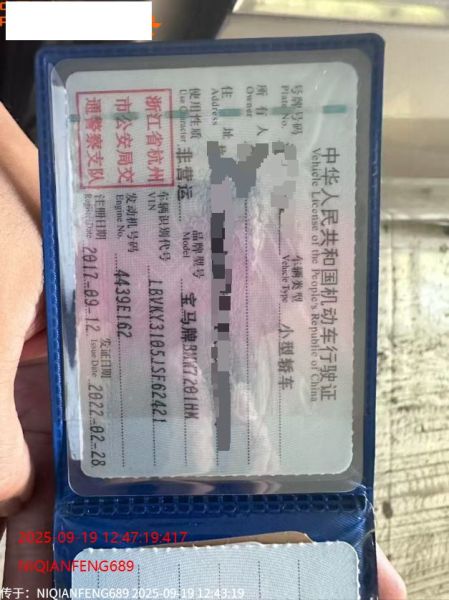 中华人民共和国机动车行驶证
Vehicle License of the People's Republic of China
号牌号码
Plate No.
车辆类型
Vehicle Type
小型轿车
所有人
Owner
住址
Address
使用性质
Use Character
非营运
品牌型号
Model
宝马牌BMW7201HK
浙江省杭州
市公安局交
通警察支队
车辆识别代号
VIN
LBVKY3105JSF62421
发动机号码
Engine No.
4439E162
注册日期
Register Date
2017-09-12
发证日期
Issue Date
2022-02-28
2025-09-19 12:47:19:417
NIQIANFENG689
传于：NIQIANFENG689 2025-09-19 12:43:19